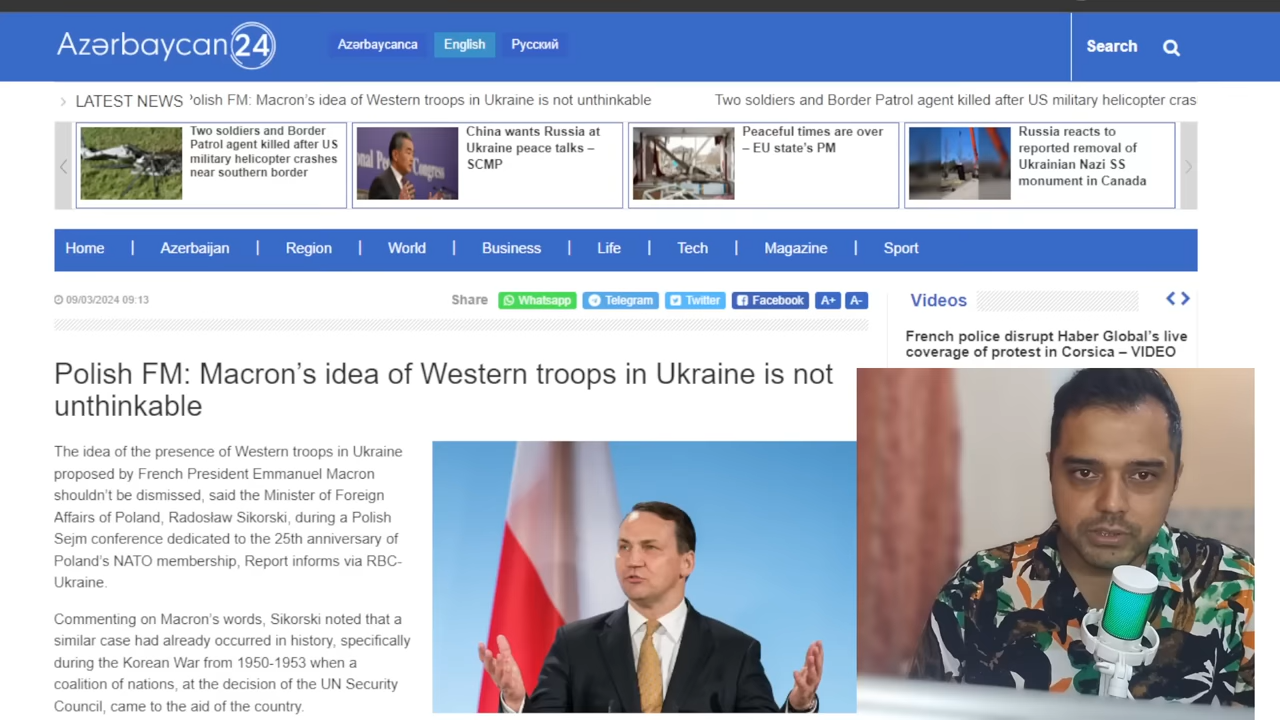 Azərbaycan 24
Azərbaycanca English Русский
Search
LATEST NEWS 'olish FM: Macron's idea of Western troops in Ukraine is not unthinkable Two soldiers and Border Patrol agent killed after US military helicopter cras
Two soldiers and Border
Patrol agent killed after US
military helicopter crashes
near southern border
China wants Russia at
Ukraine peace talks –
SCMP
Peaceful times are over
– EU state's PM
Russia reacts to
reported removal of
Ukrainian Nazi SS
monument in Canada
Home | Azerbaijan | Region | World | Business | Life | Tech | Magazine | Sport
09/03/2024 09:13
Share Whatsapp Telegram Twitter Facebook A+ A-
Videos
French police disrupt Haber Global's live
coverage of protest in Corsica – VIDEO
Polish FM: Macron's idea of Western troops in Ukraine is not
unthinkable
The idea of the presence of Western troops in Ukraine
proposed by French President Emmanuel Macron
shouldn't be dismissed, said the Minister of Foreign
Affairs of Poland, Radosław Sikorski, during a Polish
Sejm conference dedicated to the 25th anniversary of
Poland's NATO membership, Report informs via RBC-
Ukraine.
Commenting on Macron's words, Sikorski noted that a
similar case had already occurred in history, specifically
during the Korean War from 1950-1953 when a
coalition of nations, at the decision of the UN Security
Council, came to the aid of the country.